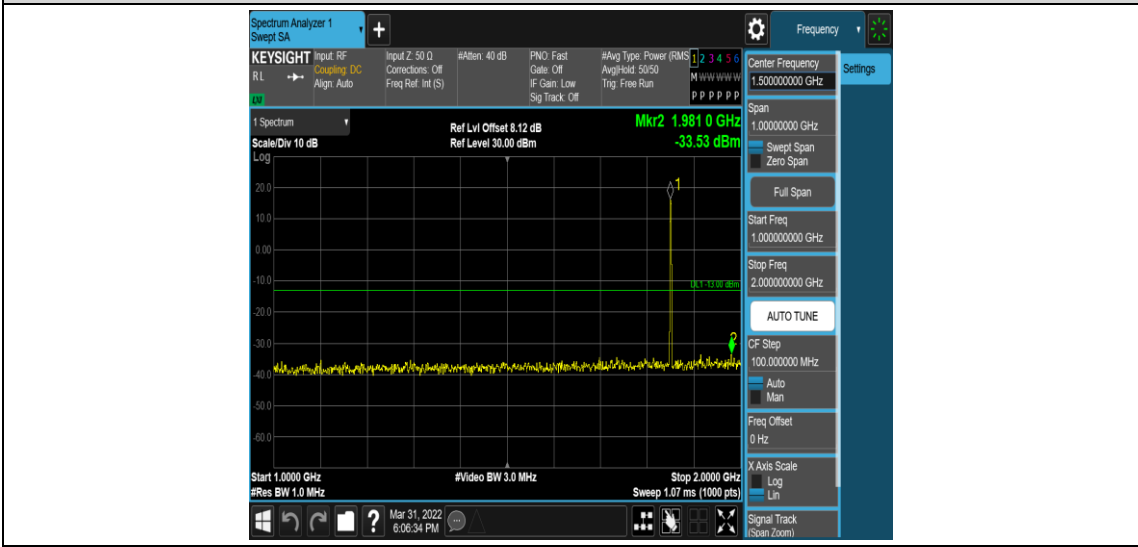 Spectrum Analyzer 1
Swept SA
+
Frequency
KEYSIGHT
RL
Input: RF
Coupling: DC
Align: Auto
Input Z: 50 Ω
Corrections: Off
Freq Ref: Int (S)
#Atten: 40 dB
PNO: Fast
Gate: Off
IF Gain: Low
Sig Track: Off
#Avg Type: Power (RMS
Avg|Hold: 50/50
Trig: Free Run
1 2 3 4 5 6
M W W W W W
P P P P P P
1 Spectrum
Scale/Div 10 dB
Log
Ref Lvl Offset 8.12 dB
Ref Level 30.00 dBm
Mkr2 1.981 0 GHz
-33.53 dBm
20.0
10.0
0.00
-10.0
-20.0
-30.0
-40.0
-50.0
-60.0
1
DL1 -13.00 dBm
2
Start 1.0000 GHz
#Res BW 1.0 MHz
#Video BW 3.0 MHz
Stop 2.0000 GHz
Sweep 1.07 ms (1000 pts)
Mar 31, 2022
6:06:34 PM
Center Frequency
1.500000000 GHz
Settings
Span
1.00000000 GHz
Swept Span
Zero Span
Full Span
Start Freq
1.000000000 GHz
Stop Freq
2.000000000 GHz
AUTO TUNE
CF Step
100.000000 MHz
Auto
Man
Freq Offset
0 Hz
X Axis Scale
Log
Lin
Signal Track
(Span Zoom)